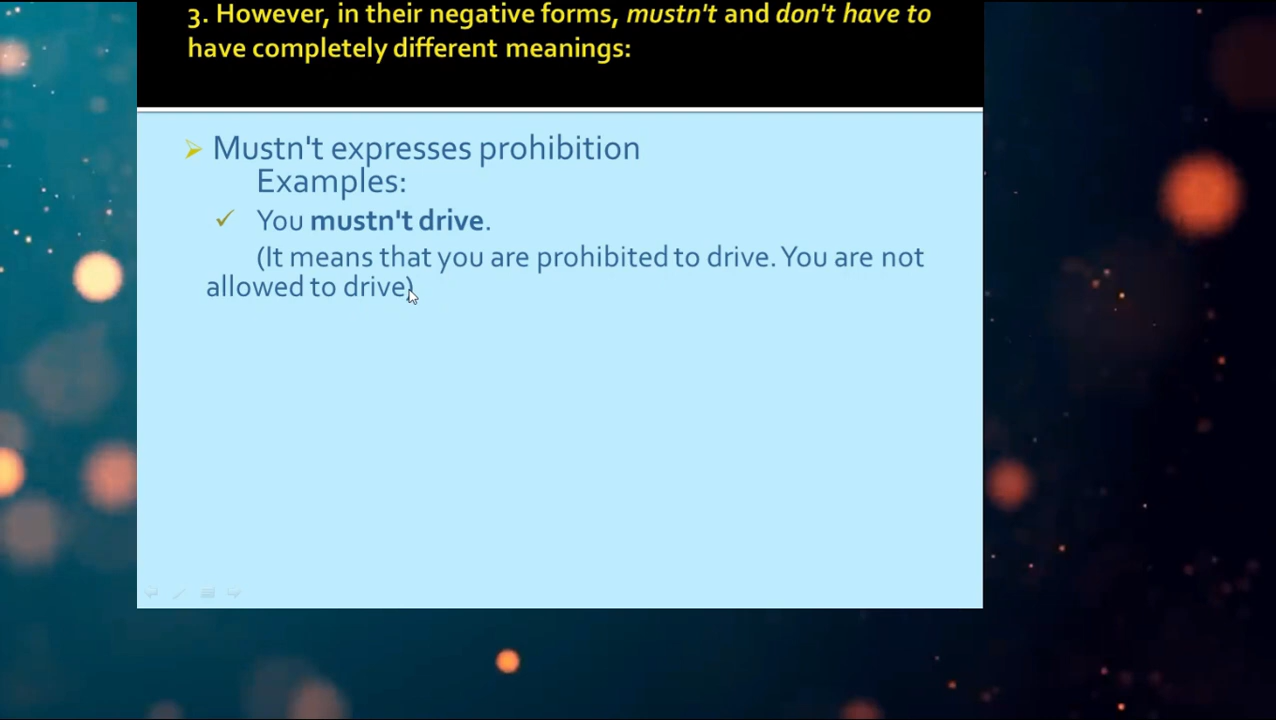 3. However, in their negative forms, mustn't and don't have to
have completely different meanings:
Mustn't expresses prohibition
Examples:
You mustn't drive.
(It means that you are prohibited to drive. You are not
allowed to drive)